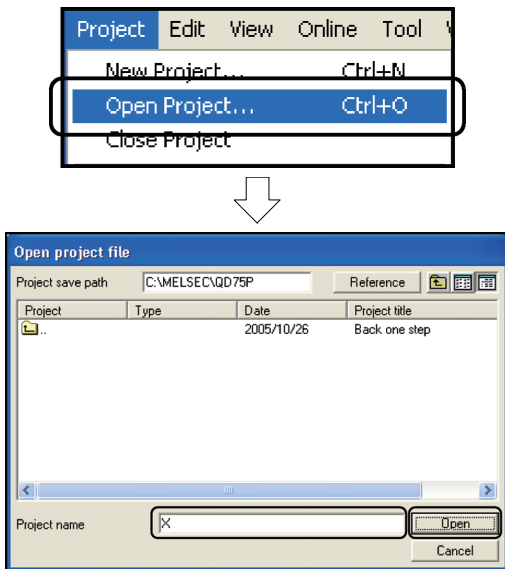 Project Edit View Online Tool
New Project... Ctrl+N
Open Project... Ctrl+O
Close Project
Open project file
Project save path C:\MELSEC\QD75P Reference
Project Type Date Project title
.. 2005/10/26 Back one step
Project name X Open
Cancel